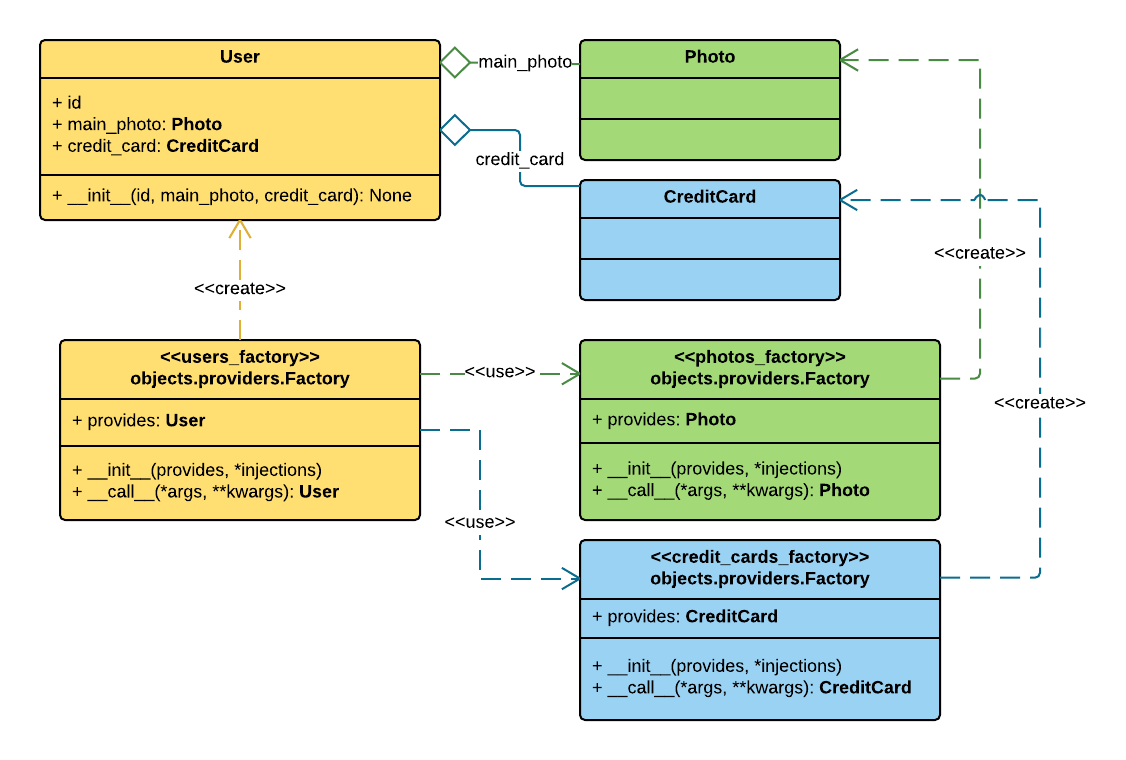 User
+ id
+ main_photo: Photo
+ credit_card: CreditCard
+ __init__(id, main_photo, credit_card): None
main_photo
credit_card
Photo
CreditCard
<<create>>
<<create>>
<<users_factory>>
objects.providers.Factory
+ provides: User
+ __init__(provides, *injections)
+ __call__(*args, **kwargs): User
<<use>>
<<use>>
<<photos_factory>>
objects.providers.Factory
+ provides: Photo
+ __init__(provides, *injections)
+ __call__(*args, **kwargs): Photo
<<create>>
<<credit_cards_factory>>
objects.providers.Factory
+ provides: CreditCard
+ __init__(provides, *injections)
+ __call__(*args, **kwargs): CreditCard